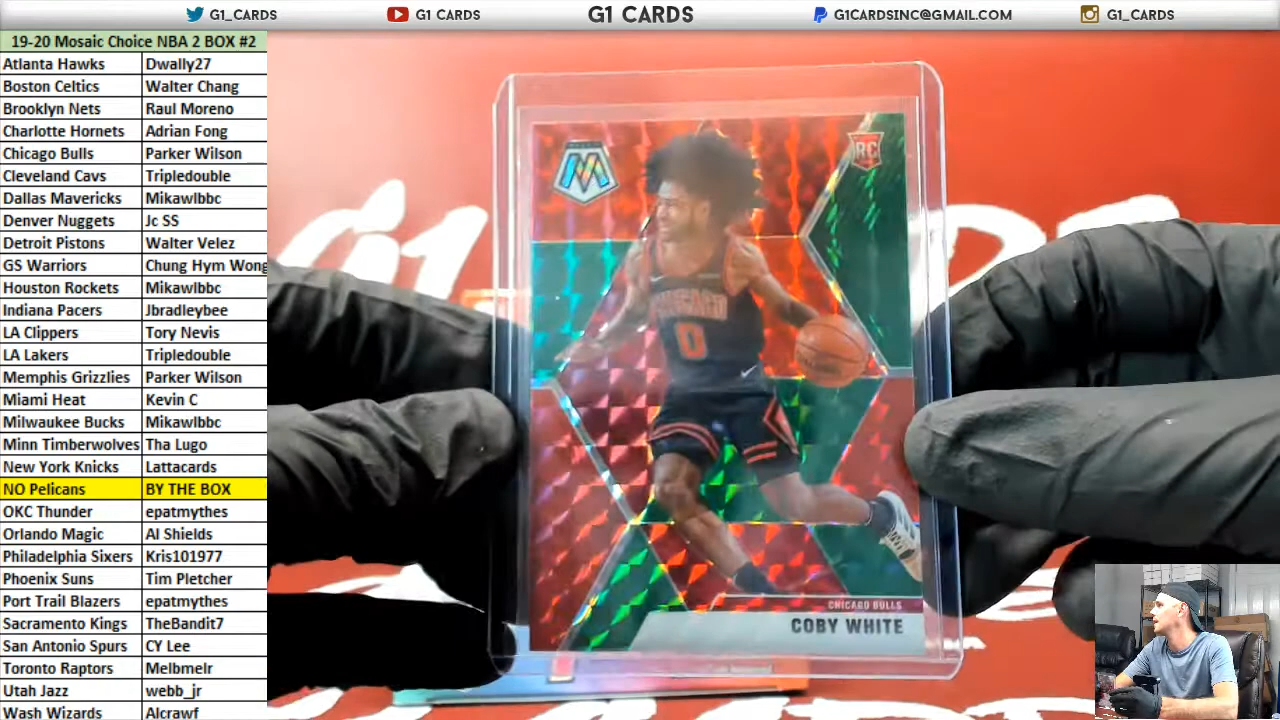 G1_CARDS
G1 CARDS
G1 CARDS
G1CARDSINC@GMAIL.COM
G1_CARDS
19-20 Mosaic Choice NBA 2 BOX #2
Atlanta Hawks Dwally27
Boston Celtics Walter Chang
Brooklyn Nets Raul Moreno
Charlotte Hornets Adrian Fong
Chicago Bulls Parker Wilson
Cleveland Cavs Tripledouble
Dallas Mavericks Mikawlbbc
Denver Nuggets Jc SS
Detroit Pistons Walter Velez
GS Warriors Chung Hym Wong
Houston Rockets Mikawlbbc
Indiana Pacers Jbradleybee
LA Clippers Tory Nevis
LA Lakers Tripledouble
Memphis Grizzlies Parker Wilson
Miami Heat Kevin C
Milwaukee Bucks Mikawlbbc
Minn Timberwolves Tha Lugo
New York Knicks Lattacards
NO Pelicans BY THE BOX
OKC Thunder epatmythes
Orlando Magic Al Shields
Philadelphia Sixers Kris101977
Phoenix Suns Tim Pletcher
Port Trail Blazers epatmythes
Sacramento Kings TheBandit7
San Antonio Spurs CY Lee
Toronto Raptors Melbmelr
Utah Jazz webb_jr
Wash Wizards Alcrawf
M
RC
CHICAGO
0
CHICAGO BULLS
COBY WHITE